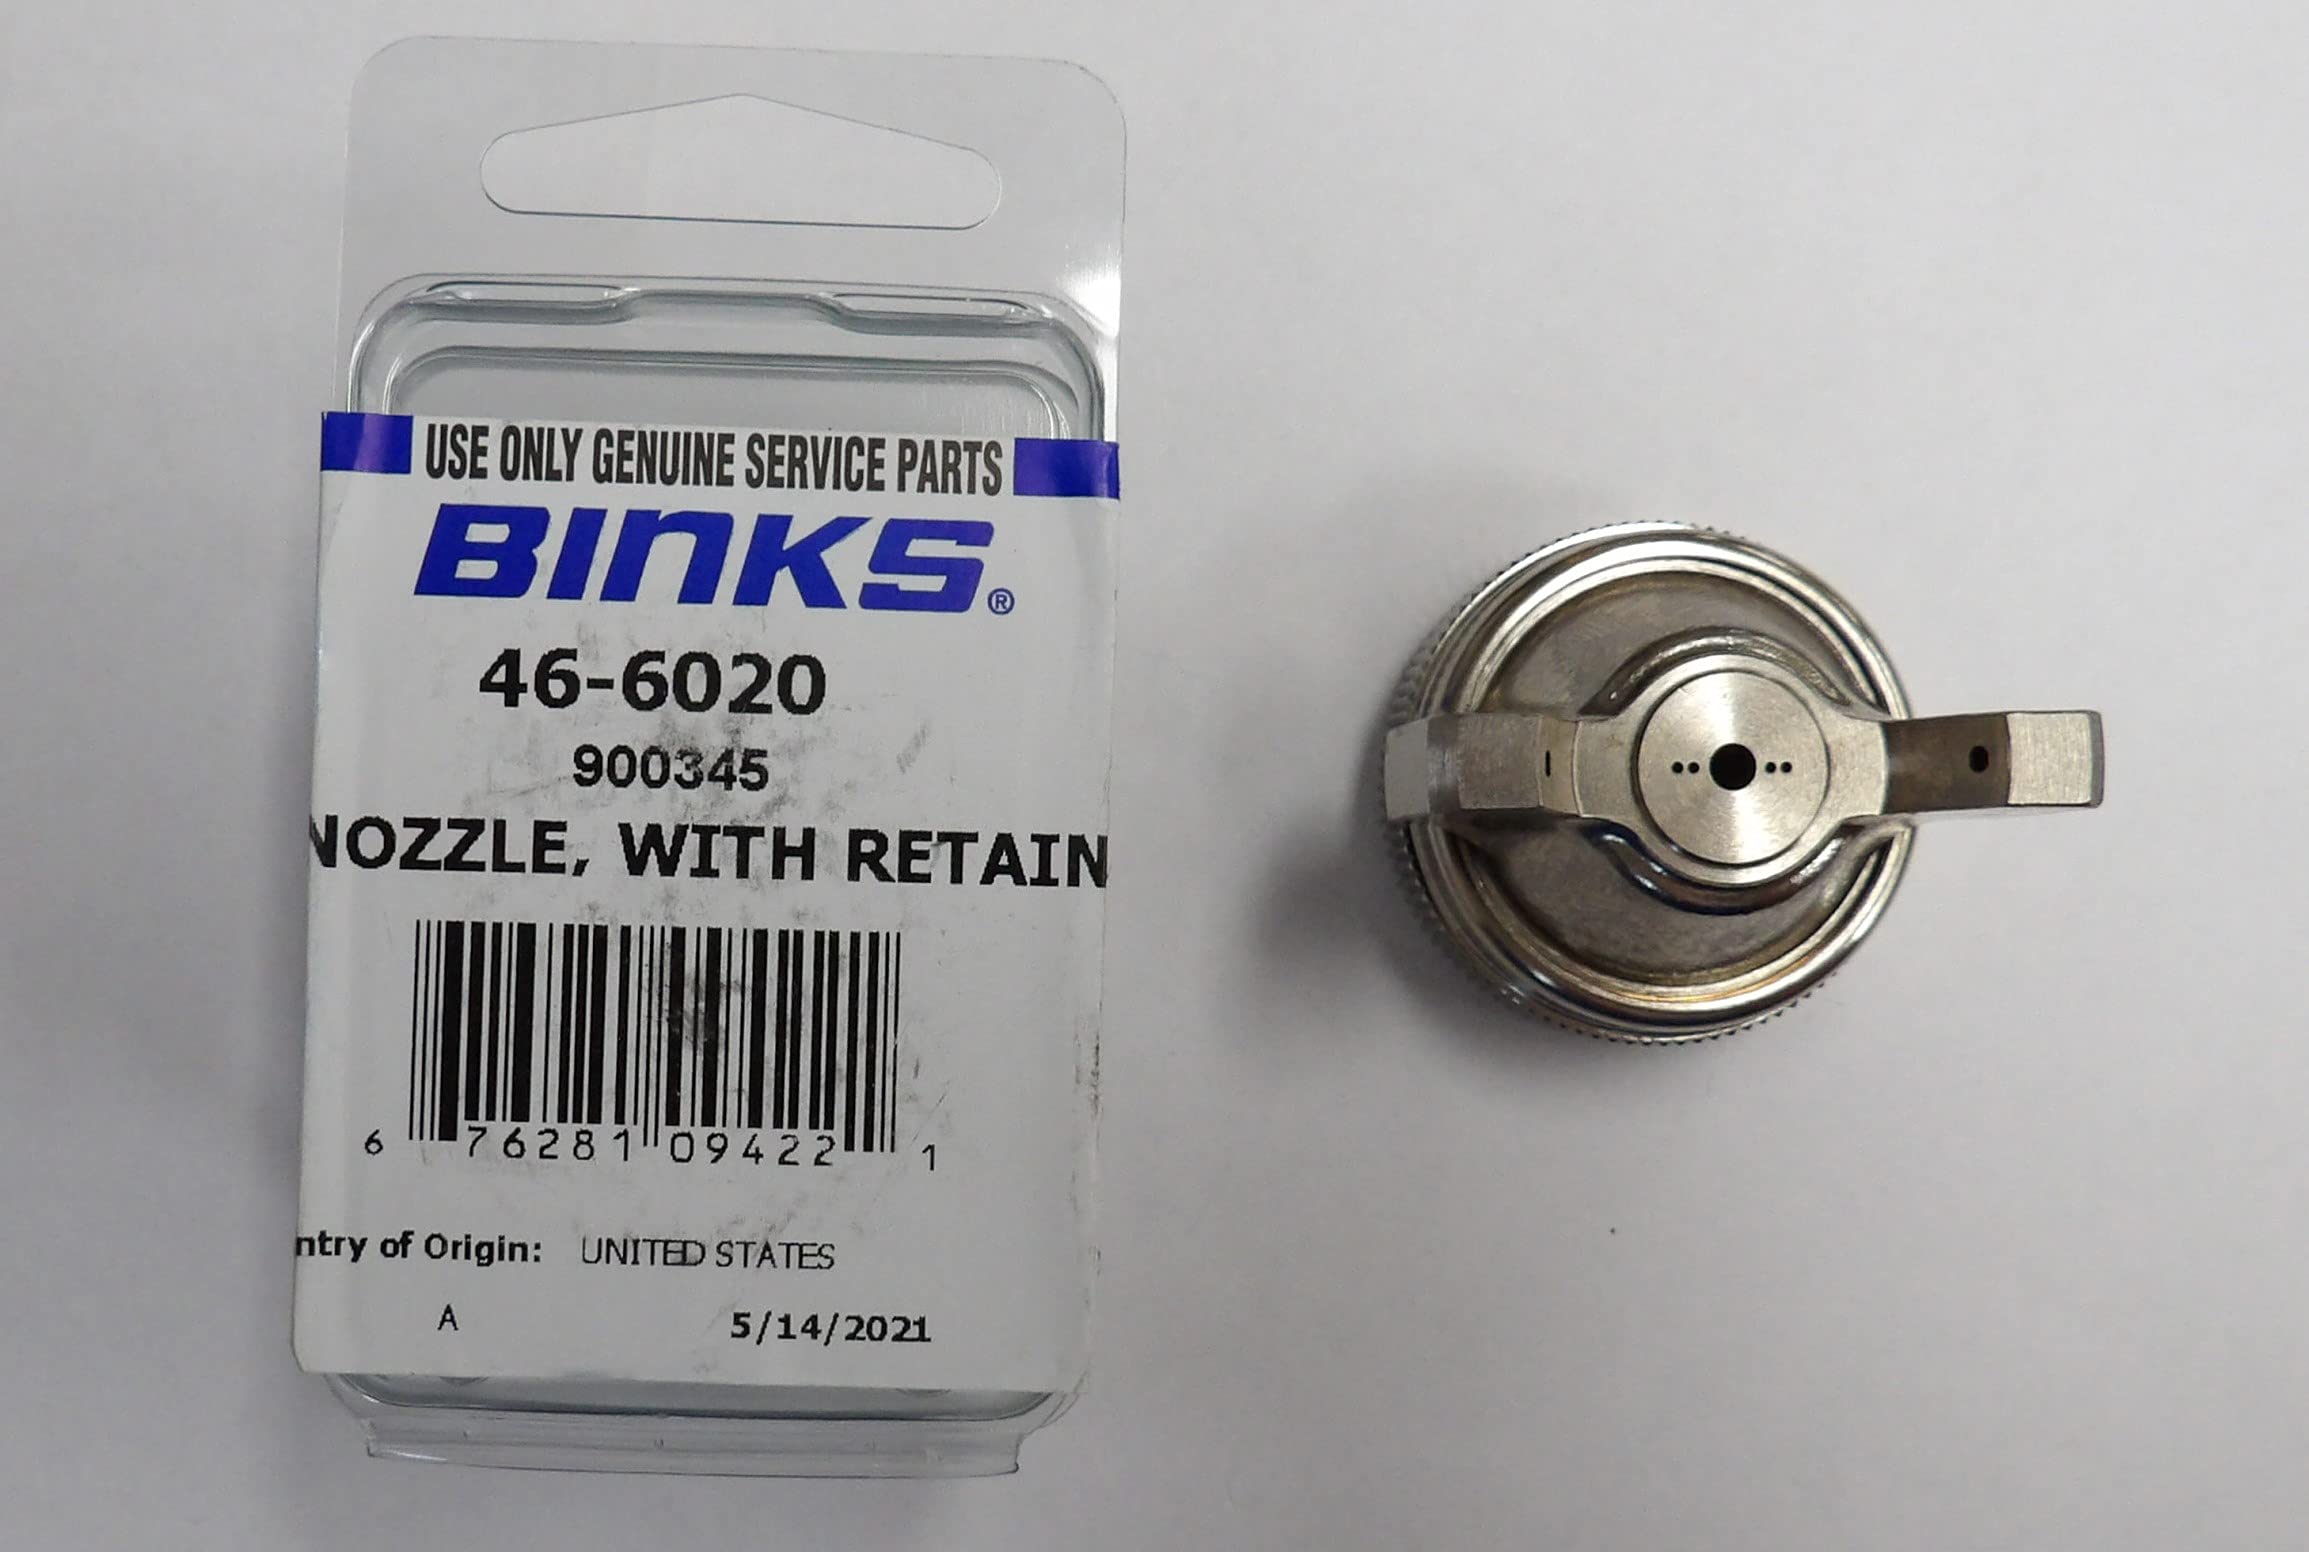 USE ONLY GENUINE SERVICE PARTS
BINKS®
46-6020
900345
NOZZLE, WITH RETAIN
6 76281 09422 1
ntry of Origin: UNITED STATES
A 5/14/2021